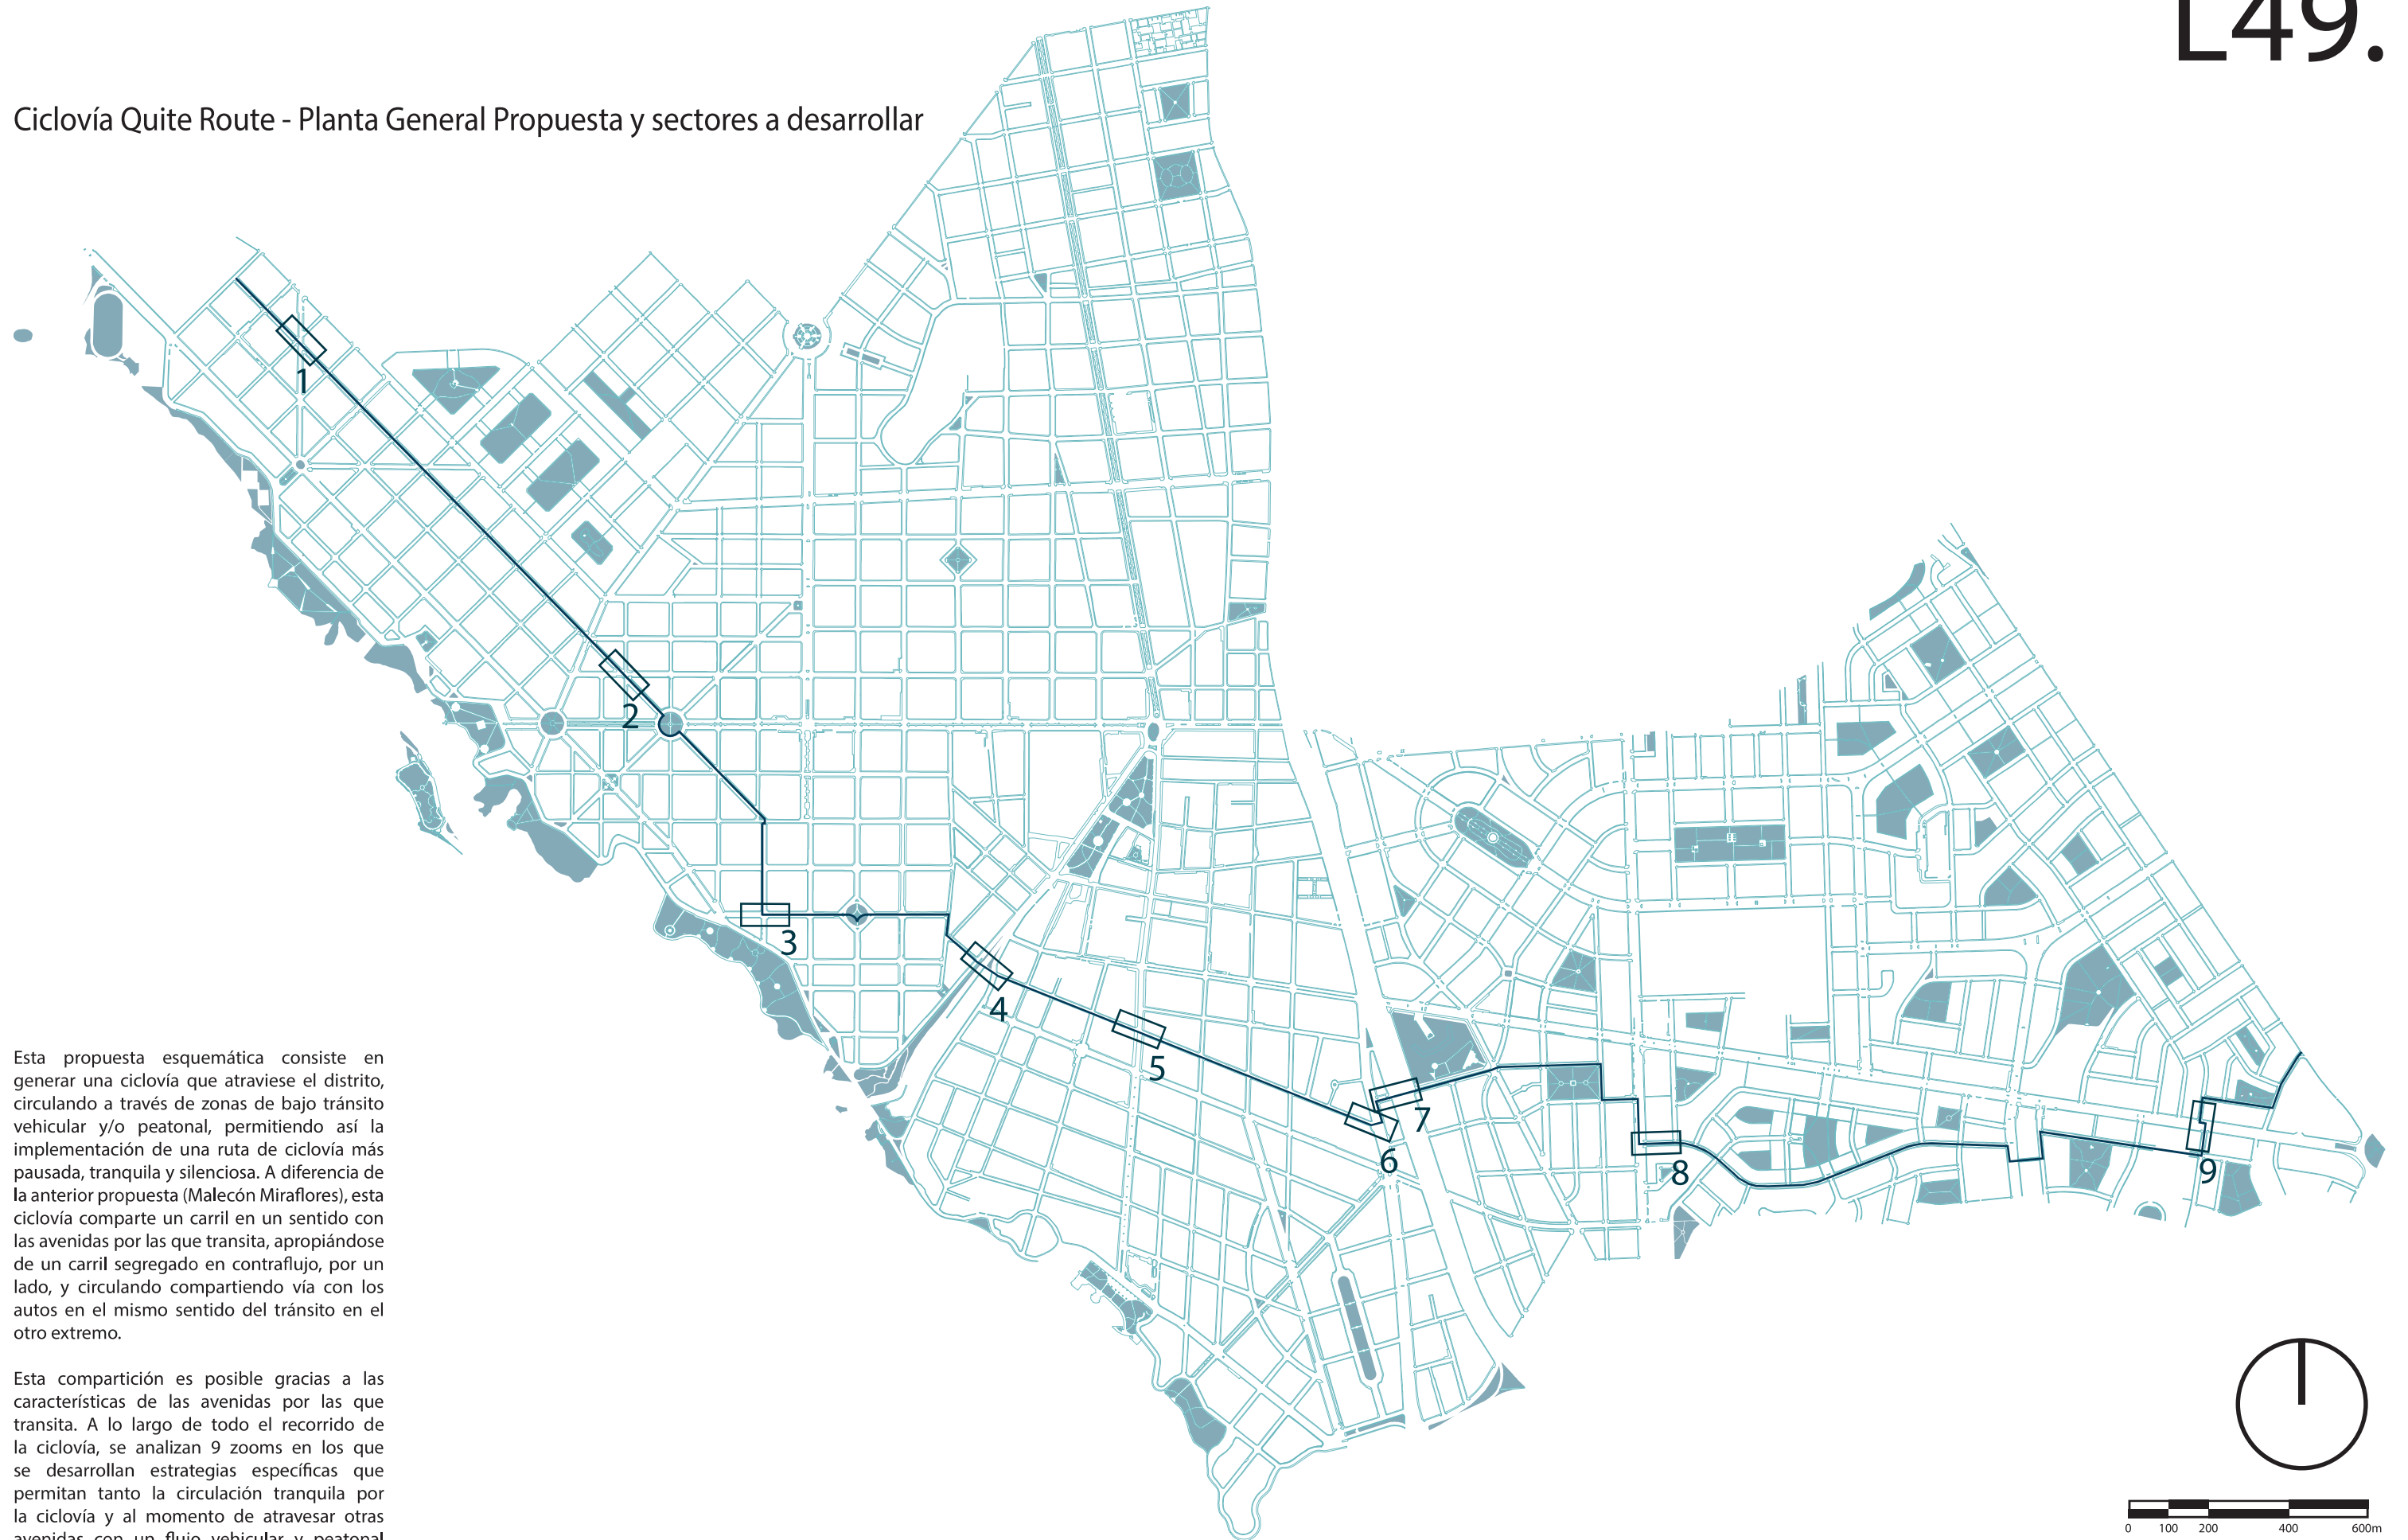 L49.
Ciclovía Quite Route - Planta General Propuesta y sectores a desarrollar
1
2
3
4
5
6
7
8
9
Esta propuesta esquemática consiste en
generar una ciclovía que atraviese el distrito,
circulando a través de zonas de bajo tránsito
vehicular y/o peatonal, permitiendo así la
implementación de una ruta de ciclovía más
pausada, tranquila y silenciosa. A diferencia de
la anterior propuesta (Malecón Miraflores), esta
ciclovía comparte un carril en un sentido con
las avenidas por las que transita, apropiándose
de un carril segregado en contraflujo, por un
lado, y circulando compartiendo vía con los
autos en el mismo sentido del tránsito en el
otro extremo.
Esta compartición es posible gracias a las
características de las avenidas por las que
transita. A lo largo de todo el recorrido de
la ciclovía, se analizan 9 zooms en los que
se desarrollan estrategias específicas que
permitan tanto la circulación tranquila por
la ciclovía y al momento de atravesar otras
avenidas con un flujo vehicular y peatonal
0 100 200 400 600m